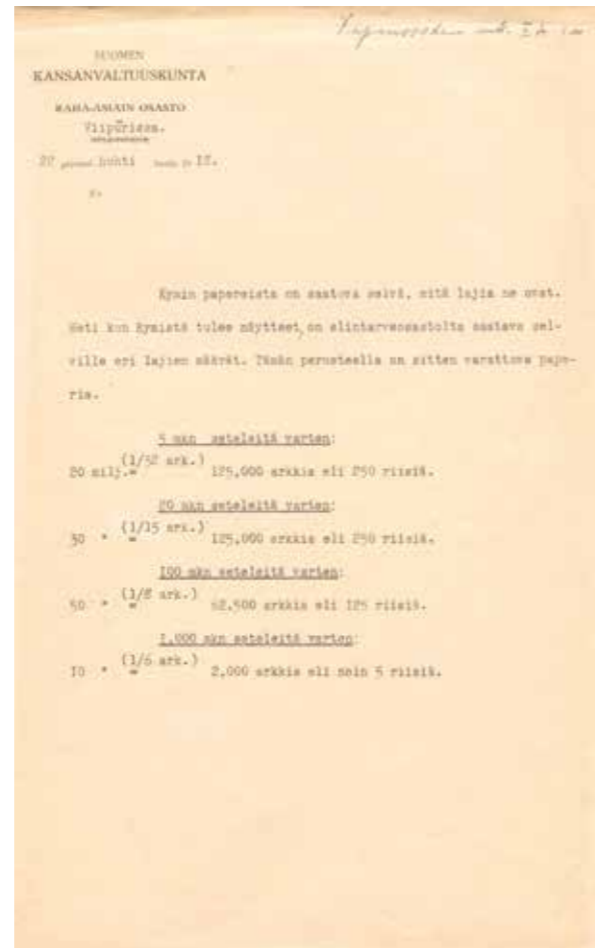 SUOMEN
KANSANVALTUUSKUNTA
RAHA-ASIAIN OSASTO
Viipurissa.
20 päivänä huhti kuuta 19 18.
N:o
Kymin papereista on saatava selvä, mitä lajia ne ovat.
Heti kun Kymistä tulee näytteet, on elintarveosastolta saatava sel-
ville eri lajien määrät. Tämän perusteella on sitten varattava pape-
ria.
5 mkn seteleitä varten:
20 milj. (1/32 ark.) = 125,000 arkkia eli 250 riisiä.
20 mkn seteleitä varten:
30 " (1/15 ark.) = 125,000 arkkia eli 250 riisiä.
100 mkn seteleitä varten:
50 " (1/8 ark.) = 62,500 arkkia eli 125 riisiä.
1,000 mkn seteleitä varten:
10 " (1/6 ark.) = 2,000 arkkia eli noin 5 riisiä.